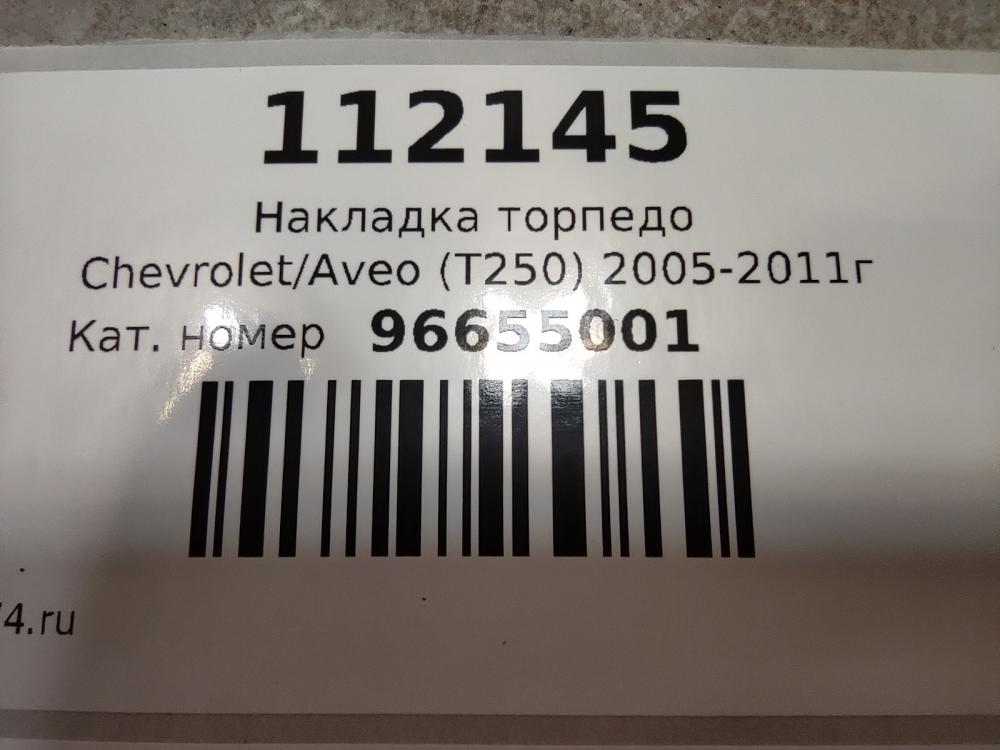 112145
Накладка торпедо
Chevrolet/Aveo (T250) 2005-2011г
Кат. номер 96655001
4.ru